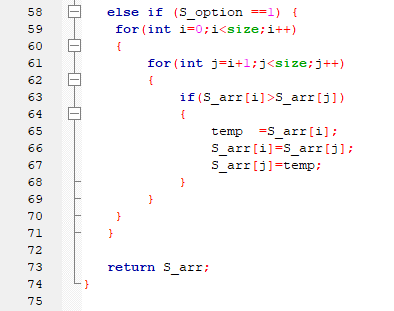 58 else if (S_option ==1) {
59 for(int i=0;i<size;i++)
60 {
61 for(int j=i+1;j<size;j++)
62 {
63 if(S_arr[i]>S_arr[j])
64 {
65 temp  =S_arr[i];
66 S_arr[i]=S_arr[j];
67 S_arr[j]=temp;
68 }
69 }
70 }
71 }
72
73 return S_arr;
74 }
75